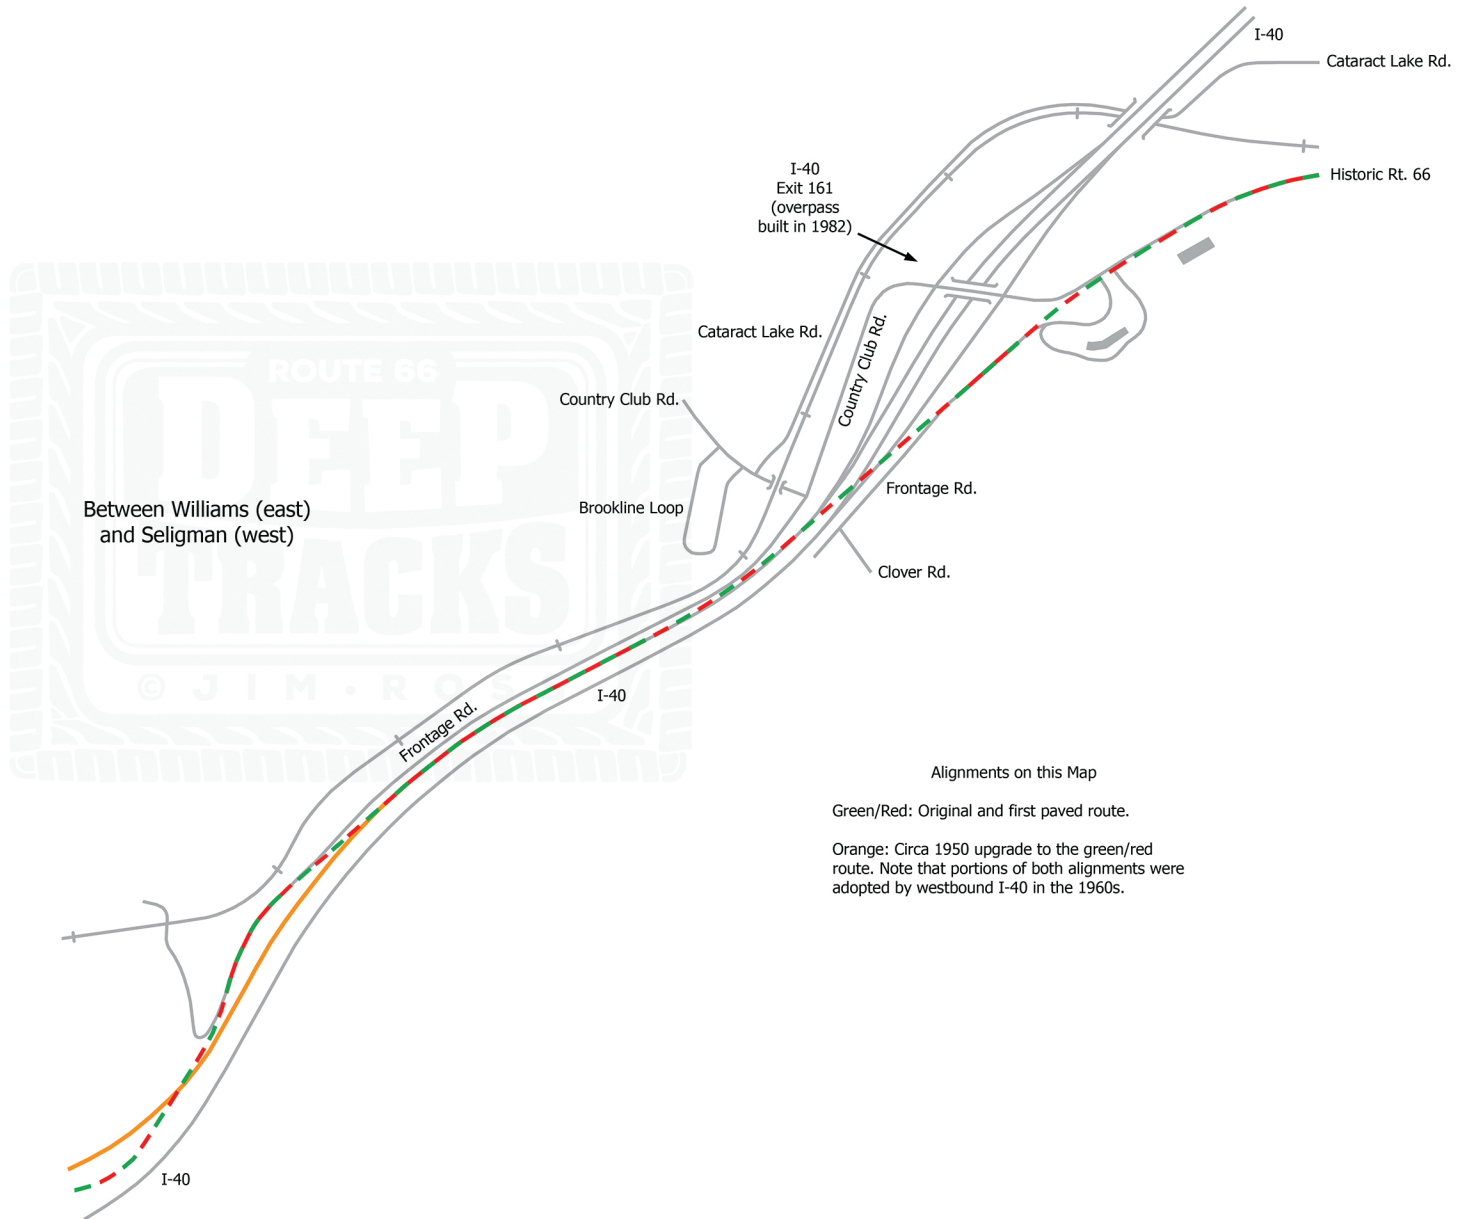 I-40
Cataract Lake Rd.
I-40
Exit 161
(overpass
built in 1982)
Historic Rt. 66
Cataract Lake Rd.
Country Club Rd.
Country Club Rd.
ROUTE 66
DEEP
TRACKS
© JIM ROS
Between Williams (east)
and Seligman (west)
Brookline Loop
Frontage Rd.
Clover Rd.
I-40
Frontage Rd.
Alignments on this Map
Green/Red: Original and first paved route.
Orange: Circa 1950 upgrade to the green/red
route. Note that portions of both alignments were
adopted by westbound I-40 in the 1960s.
I-40